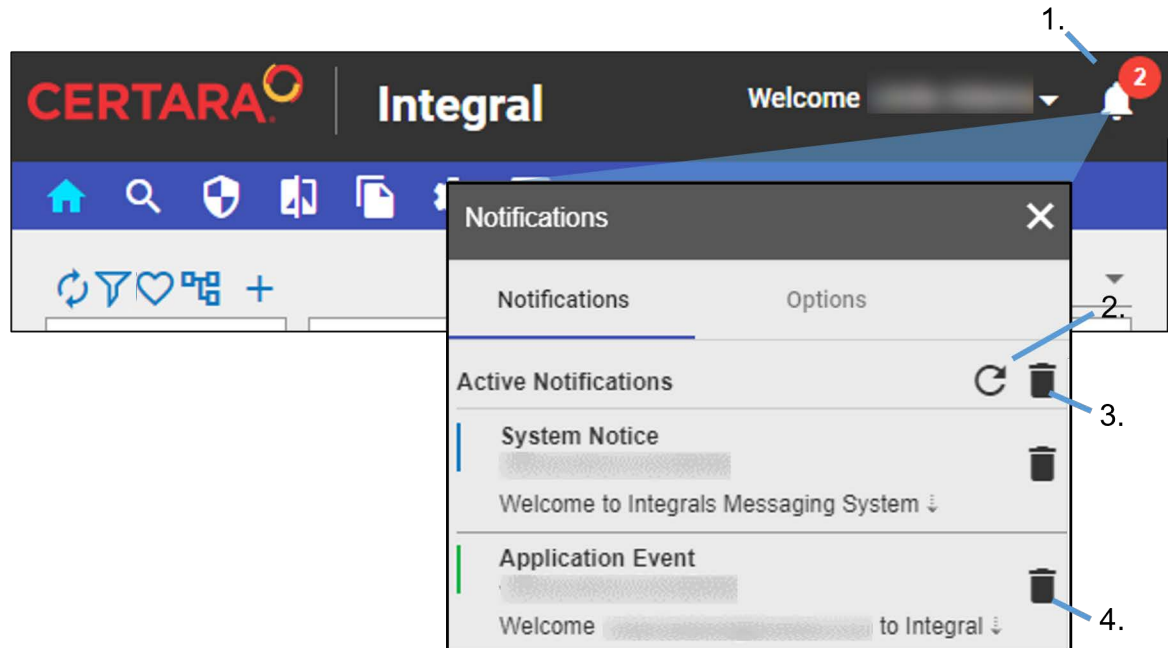 1.
CERTARA
Integral
Welcome
2
Notifications
Notifications Options
2.
Active Notifications
3.
System Notice
Welcome to Integrals Messaging System
Application Event
Welcome to Integral
4.